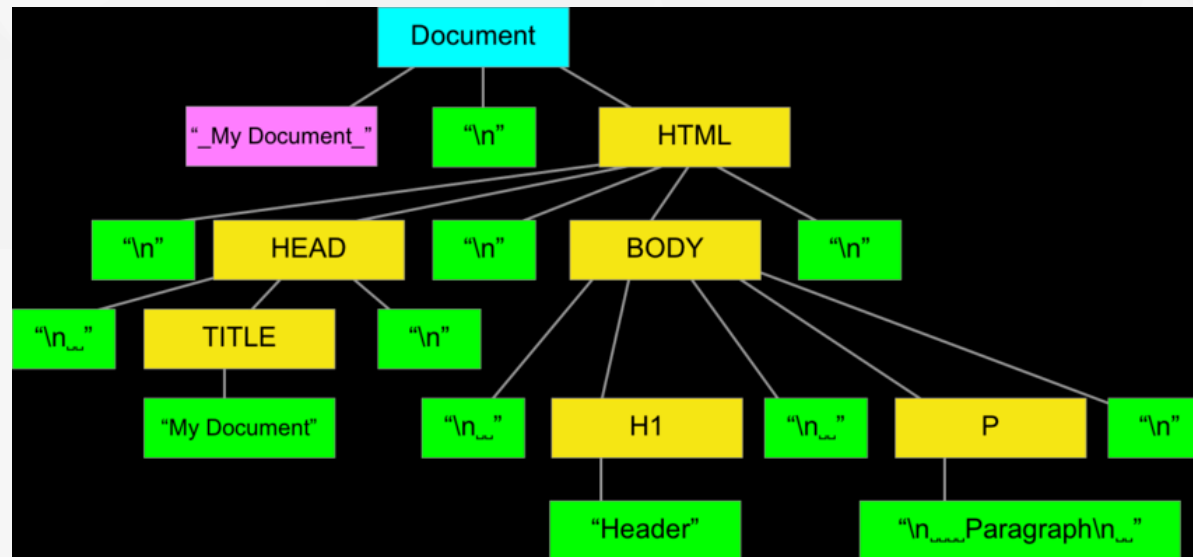 Document
“_My Document_”
“\n”
HTML
“\n”
HEAD
“\n”
BODY
“\n”
“\n␣␣”
TITLE
“\n”
“My Document”
“\n␣␣”
H1
“\n␣␣”
P
“\n”
“Header”
“\n␣␣␣␣Paragraph\n␣␣”